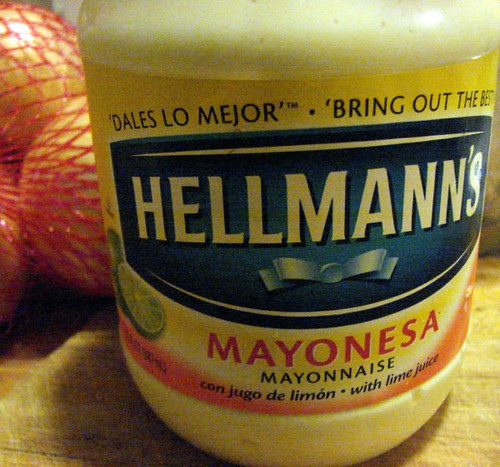 'DALES LO MEJOR'™ • 'BRING OUT THE BEST
HELLMANN'S
MAYONESA
MAYONNAISE
con jugo de limón • with lime juice